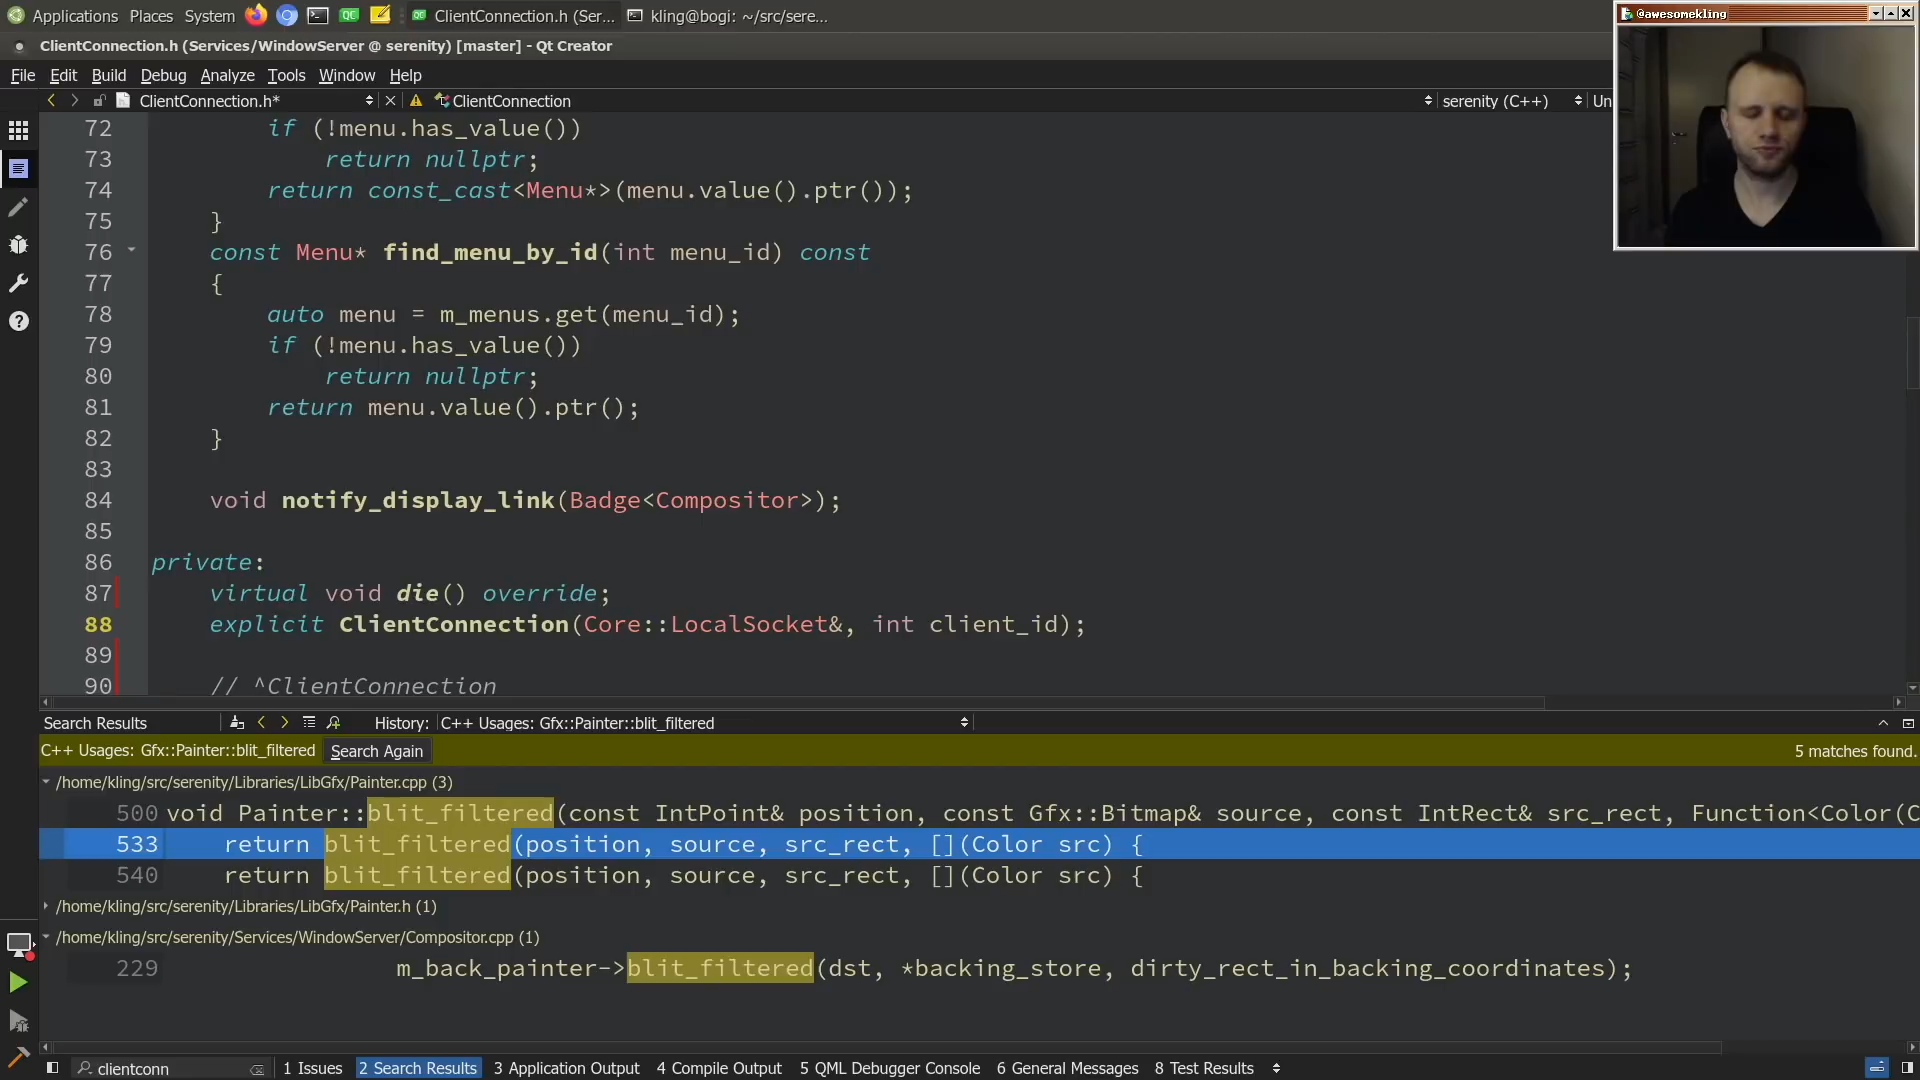 Applications Places System ClientConnection.h (Ser... kling@bogi: ~/src/sere...
@awesomekling
ClientConnection.h (Services/WindowServer @ serenity) [master] - Qt Creator
File Edit Build Debug Analyze Tools Window Help
ClientConnection.h* ClientConnection serenity (C++) Un
72 if (!menu.has_value())
73 return nullptr;
74 return const_cast<Menu*>(menu.value().ptr());
75 }
76 const Menu* find_menu_by_id(int menu_id) const
77 {
78 auto menu = m_menus.get(menu_id);
79 if (!menu.has_value())
80 return nullptr;
81 return menu.value().ptr();
82 }
83
84 void notify_display_link(Badge<Compositor>);
85
86 private:
87 virtual void die() override;
88 explicit ClientConnection(Core::LocalSocket&, int client_id);
89
90 // ^ClientConnection
Search Results History: C++ Usages: Gfx::Painter::blit_filtered
C++ Usages: Gfx::Painter::blit_filtered Search Again 5 matches found.
/home/kling/src/serenity/Libraries/LibGfx/Painter.cpp (3)
500 void Painter::blit_filtered(const IntPoint& position, const Gfx::Bitmap& source, const IntRect& src_rect, Function<Color(C
533 return blit_filtered(position, source, src_rect, [](Color src) {
540 return blit_filtered(position, source, src_rect, [](Color src) {
/home/kling/src/serenity/Libraries/LibGfx/Painter.h (1)
/home/kling/src/serenity/Services/WindowServer/Compositor.cpp (1)
229 m_back_painter->blit_filtered(dst, *backing_store, dirty_rect_in_backing_coordinates);
clientconn 1 Issues 2 Search Results 3 Application Output 4 Compile Output 5 QML Debugger Console 6 General Messages 8 Test Results